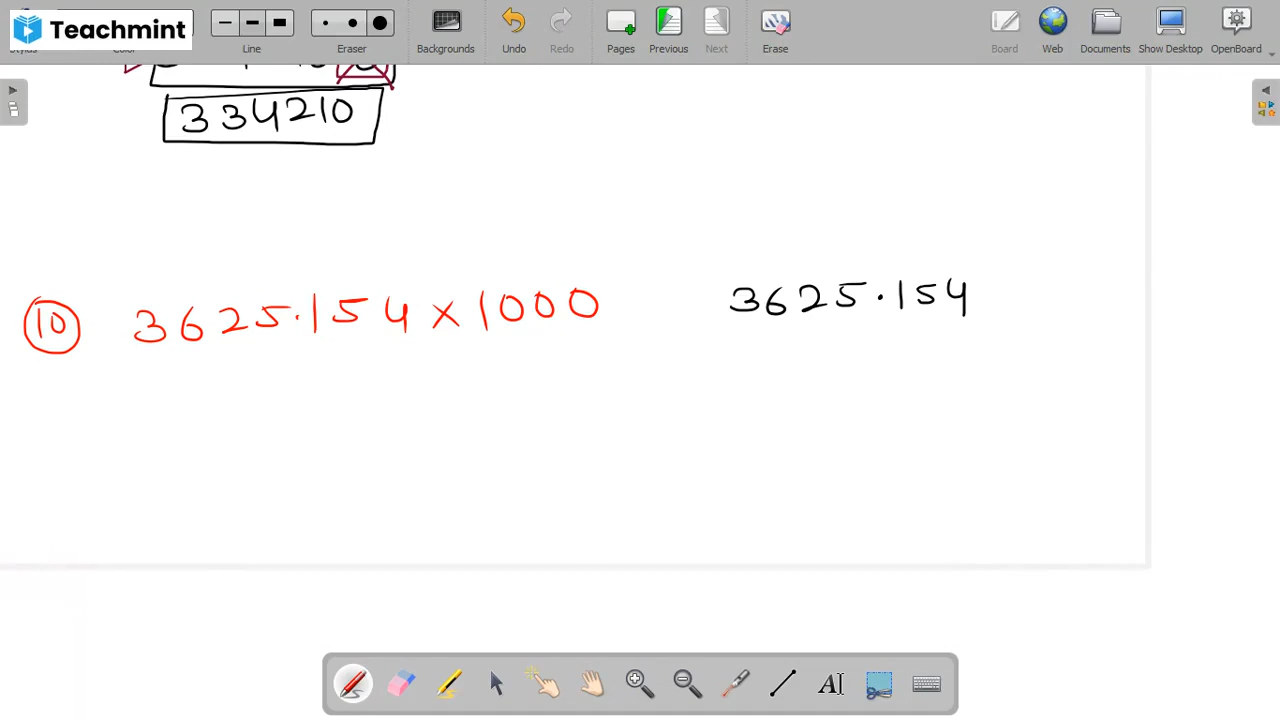 Teachmint
Line
Eraser
Backgrounds
Undo
Redo
Pages
Previous
Next
Erase
Board
Web
Documents
Show Desktop
OpenBoard
334210
10 3625.154 × 1000
3625.154